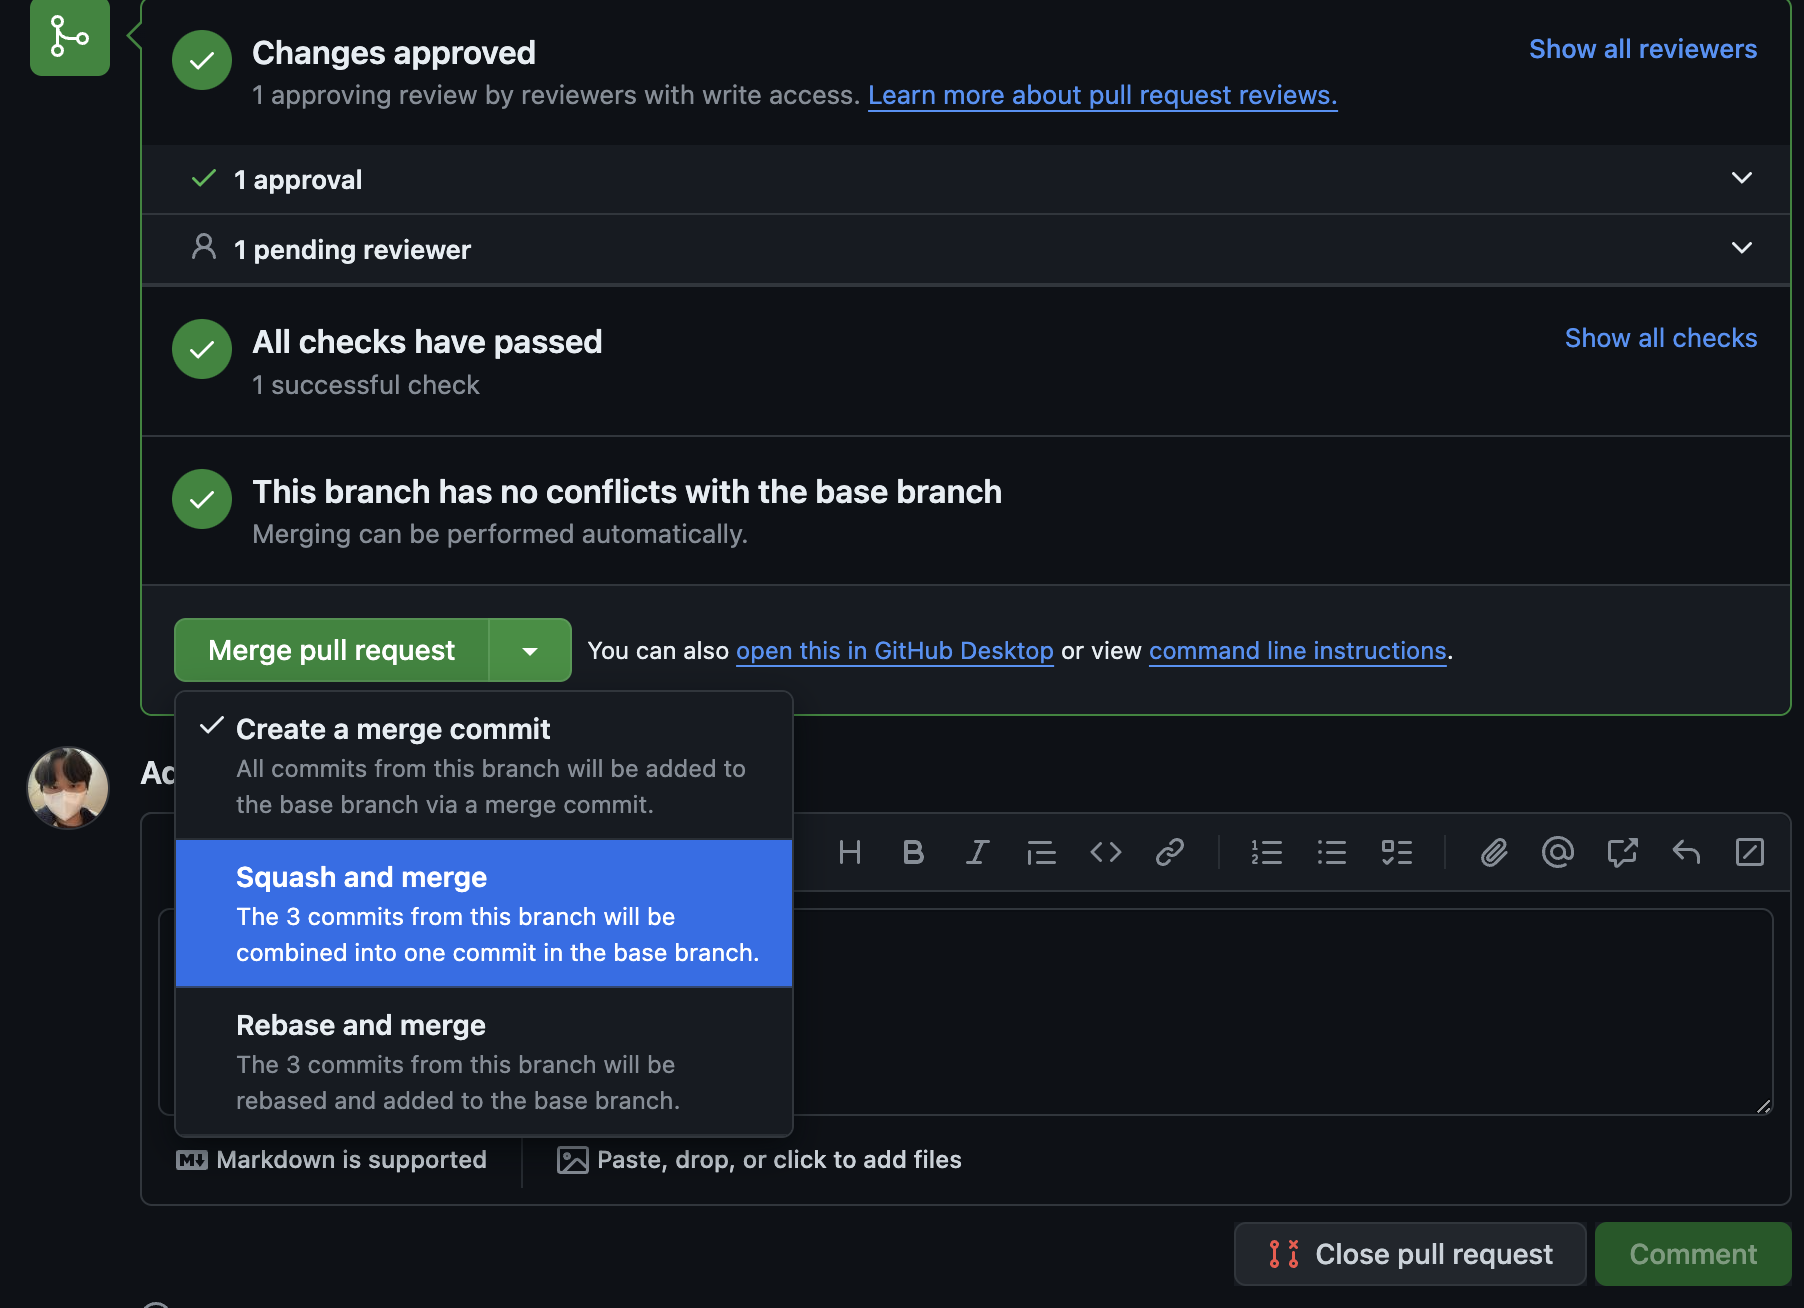 Changes approved
Show all reviewers
1 approving review by reviewers with write access. Learn more about pull request reviews.
1 approval
1 pending reviewer
All checks have passed
Show all checks
1 successful check
This branch has no conflicts with the base branch
Merging can be performed automatically.
Merge pull request
You can also open this in GitHub Desktop or view command line instructions.
Create a merge commit
All commits from this branch will be added to
the base branch via a merge commit.
Squash and merge
The 3 commits from this branch will be
combined into one commit in the base branch.
Rebase and merge
The 3 commits from this branch will be
rebased and added to the base branch.
Markdown is supported
Paste, drop, or click to add files
Close pull request
Comment